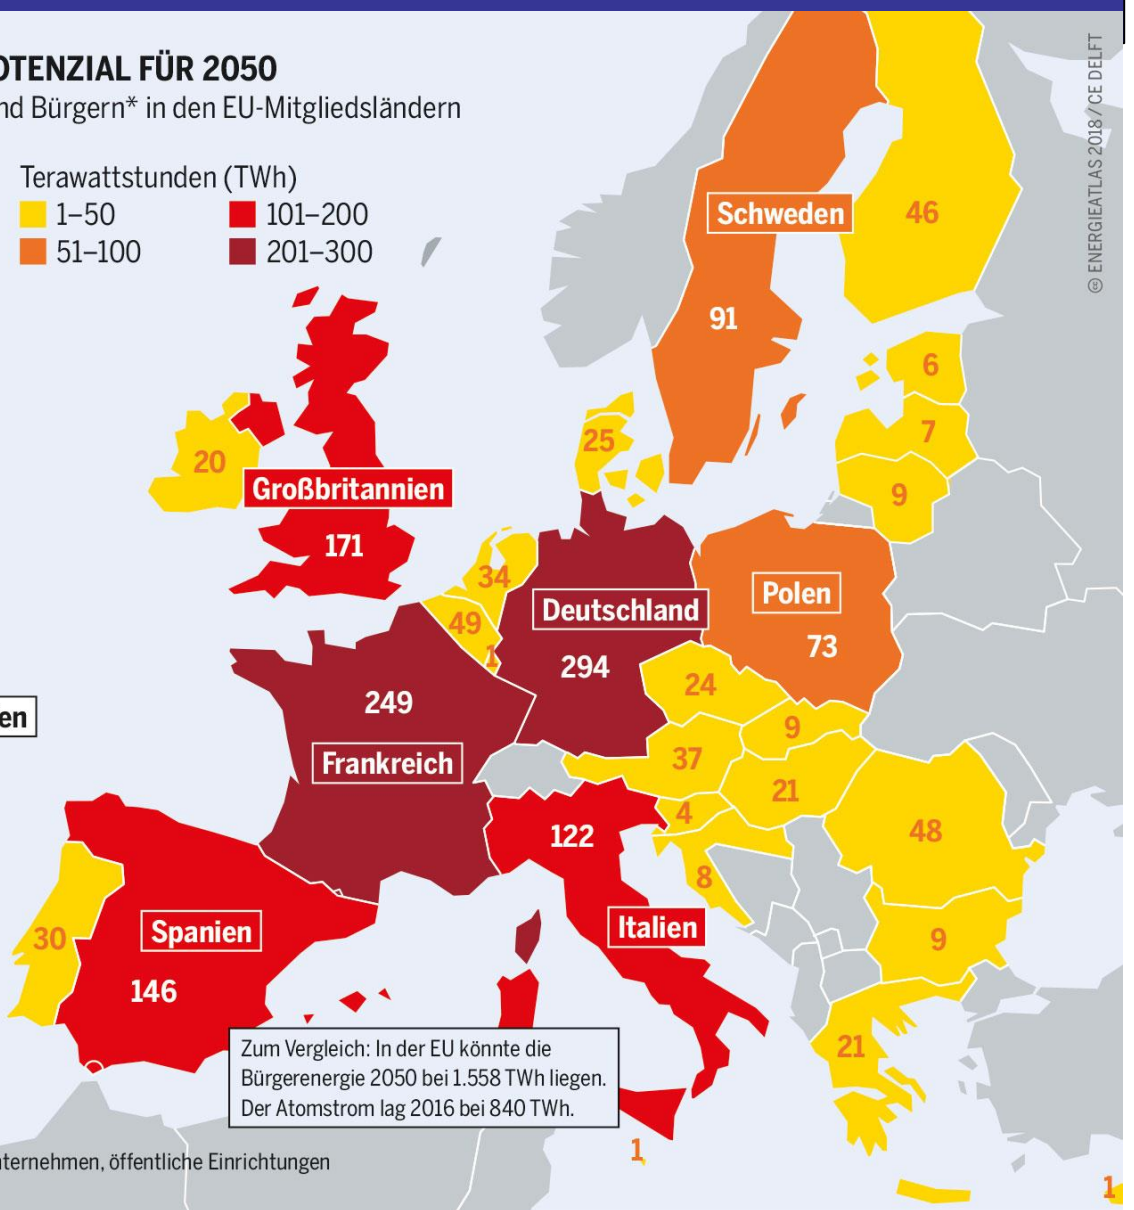 OTENZIAL FÜR 2050
nd Bürgern* in den EU-Mitgliedsländern
Terawattstunden (TWh)
1–50
101–200
51–100
201–300
© ENERGIEATLAS 2018 / CE DELFT
Schweden
46
91
6
7
9
25
20
Großbritannien
171
34
49
1
Deutschland
294
Polen
73
249
Frankreich
24
9
37
21
en
4
122
8
48
Italien
9
30
Spanien
146
21
Zum Vergleich: In der EU könnte die
Bürgerenergie 2050 bei 1.558 TWh liegen.
Der Atomstrom lag 2016 bei 840 TWh.
1
nternehmen, öffentliche Einrichtungen
1